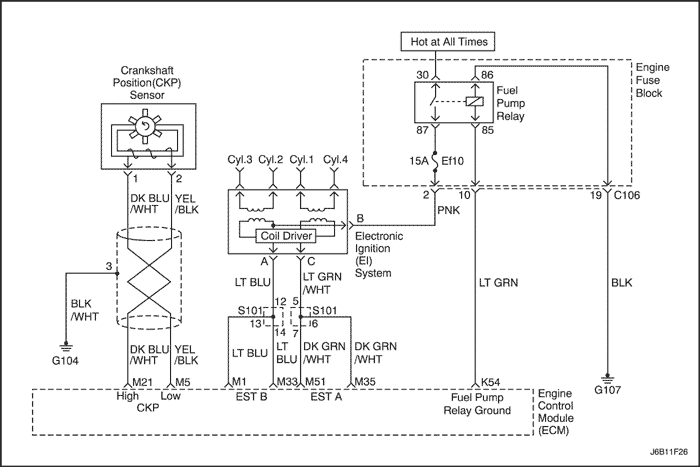 Hot at All Times
Crankshaft
Position(CKP)
Sensor
30
86
Engine
Fuse
Block
Fuel
Pump
Relay
87
85
15A
Ef10
Cyl.3
Cyl.2
Cyl.1
Cyl.4
1
2
2
10
19
C106
DK BLU
/WHT
YEL
/BLK
PNK
B
Coil Driver
Electronic
Ignition
(EI)
System
A
C
3
LT BLU
LT GRN
/WHT
LT GRN
BLK
BLK
/WHT
S101
12
5
S101
13
6
14
7
G104
DK BLU
/WHT
YEL
/BLK
LT BLU
LT
BLU
DK GRN
/WHT
DK GRN
/WHT
M21
M5
M1
M33
M51
M35
K54
G107
High
Low
CKP
EST B
EST A
Fuel Pump
Relay Ground
Engine
Control
Module
(ECM)
J6B11F26